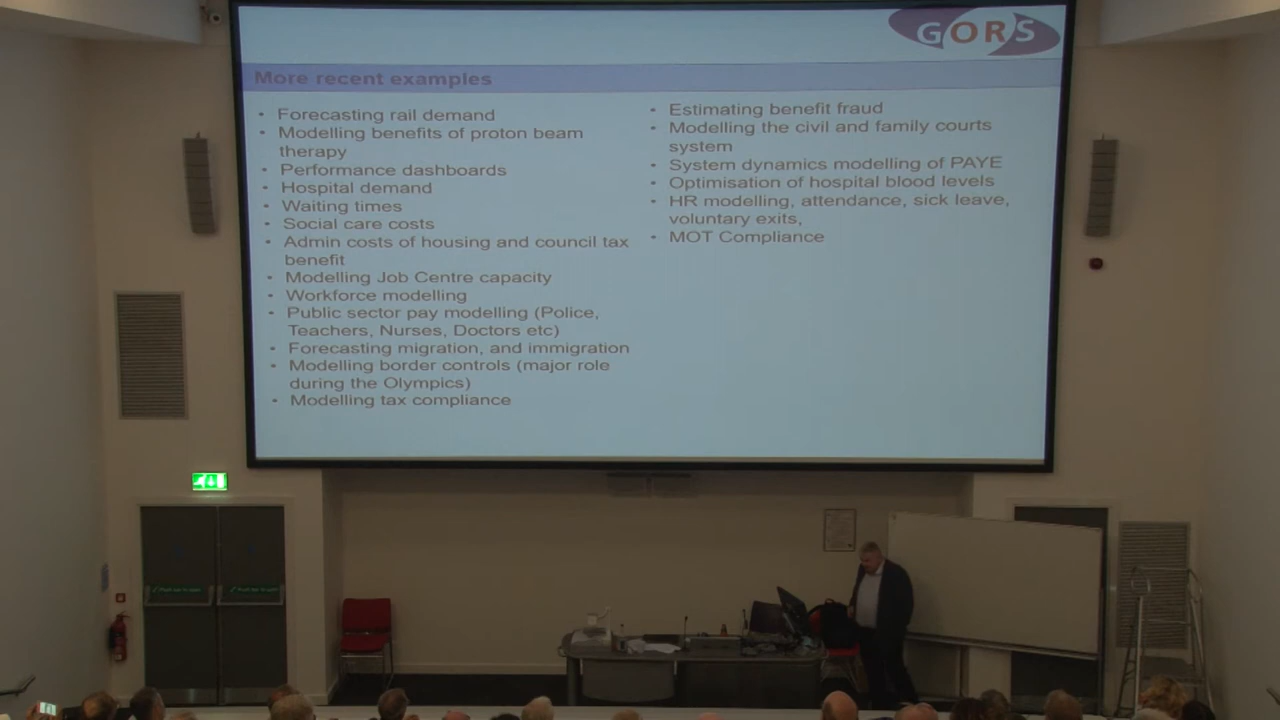 GORS
More recent examples
• Forecasting rail demand
• Modelling benefits of proton beam
therapy
• Performance dashboards
• Hospital demand
• Waiting times
• Social care costs
• Admin costs of housing and council tax
benefit
• Modelling Job Centre capacity
• Workforce modelling
• Public sector pay modelling (Police,
Teachers, Nurses, Doctors etc)
• Forecasting migration, and immigration
• Modelling border controls (major role
during the Olympics)
• Modelling tax compliance
• Estimating benefit fraud
• Modelling the civil and family courts
system
• System dynamics modelling of PAYE
• Optimisation of hospital blood levels
• HR modelling, attendance, sick leave,
voluntary exits,
• MOT Compliance